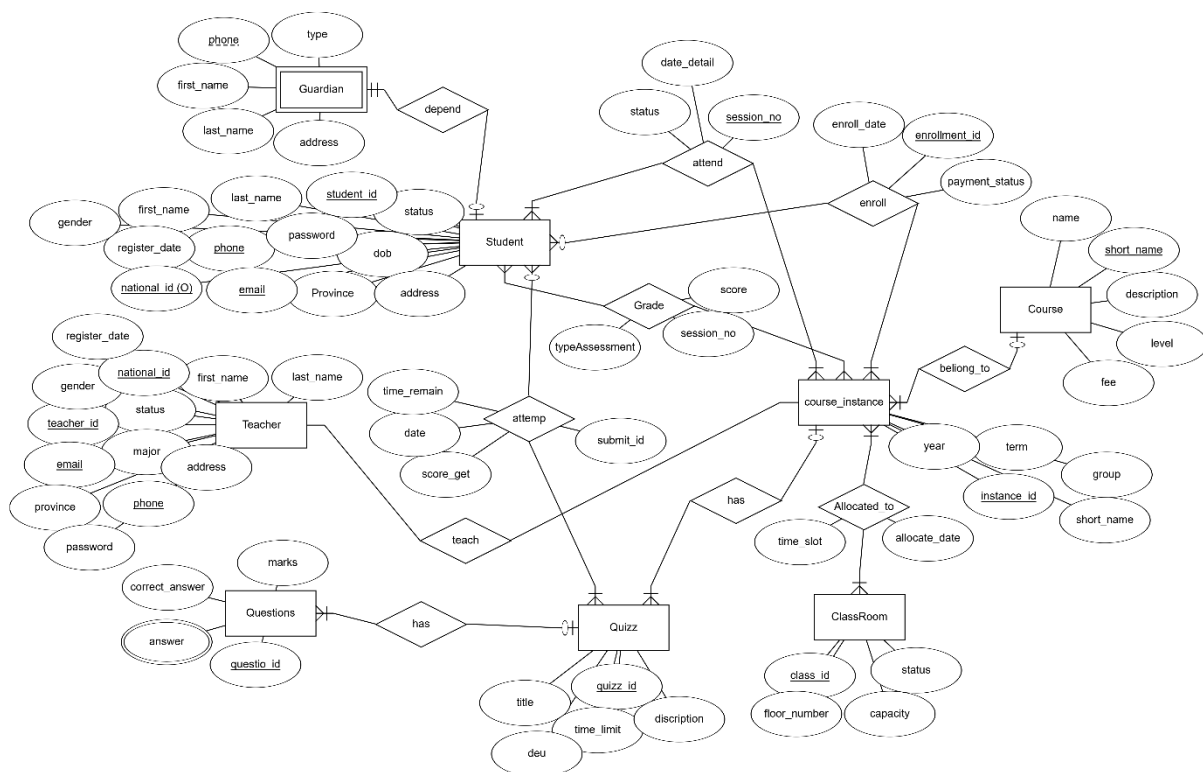 phone
type
first_name
Guardian
last_name
address
depend
date_detail
status
session_no
attend
enroll_date
enrollment_id
payment_status
enroll
last_name
student_id
first_name
status
gender
password
register_date
phone
dob
national_id (O)
email
Province
address
Student
name
short_name
description
Course
level
fee
score
Grade
session_no
typeAssessment
beliong_to
course_instance
register_date
national_id
first_name
last_name
gender
status
teacher_id
Teacher
major
email
address
province
phone
password
time_remain
date
attemp
submit_id
score_get
year
term
group
instance_id
short_name
has
Allocated_to
time_slot
allocate_date
teach
marks
correct_answer
Questions
answer
questio_id
has
Quizz
ClassRoom
title
quizz_id
discription
time_limit
deu
class_id
status
floor_number
capacity